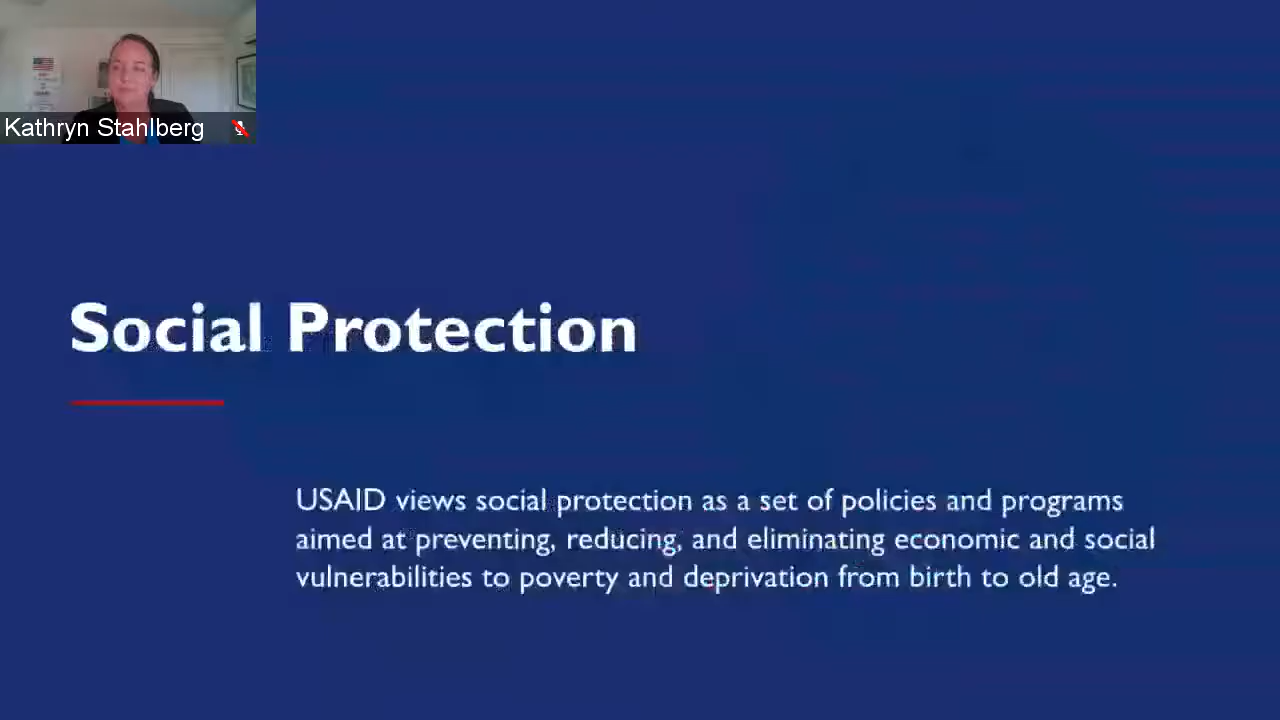 Kathryn Stahlberg
Social Protection
USAID views social protection as a set of policies and programs
aimed at preventing, reducing, and eliminating economic and social
vulnerabilities to poverty and deprivation from birth to old age.